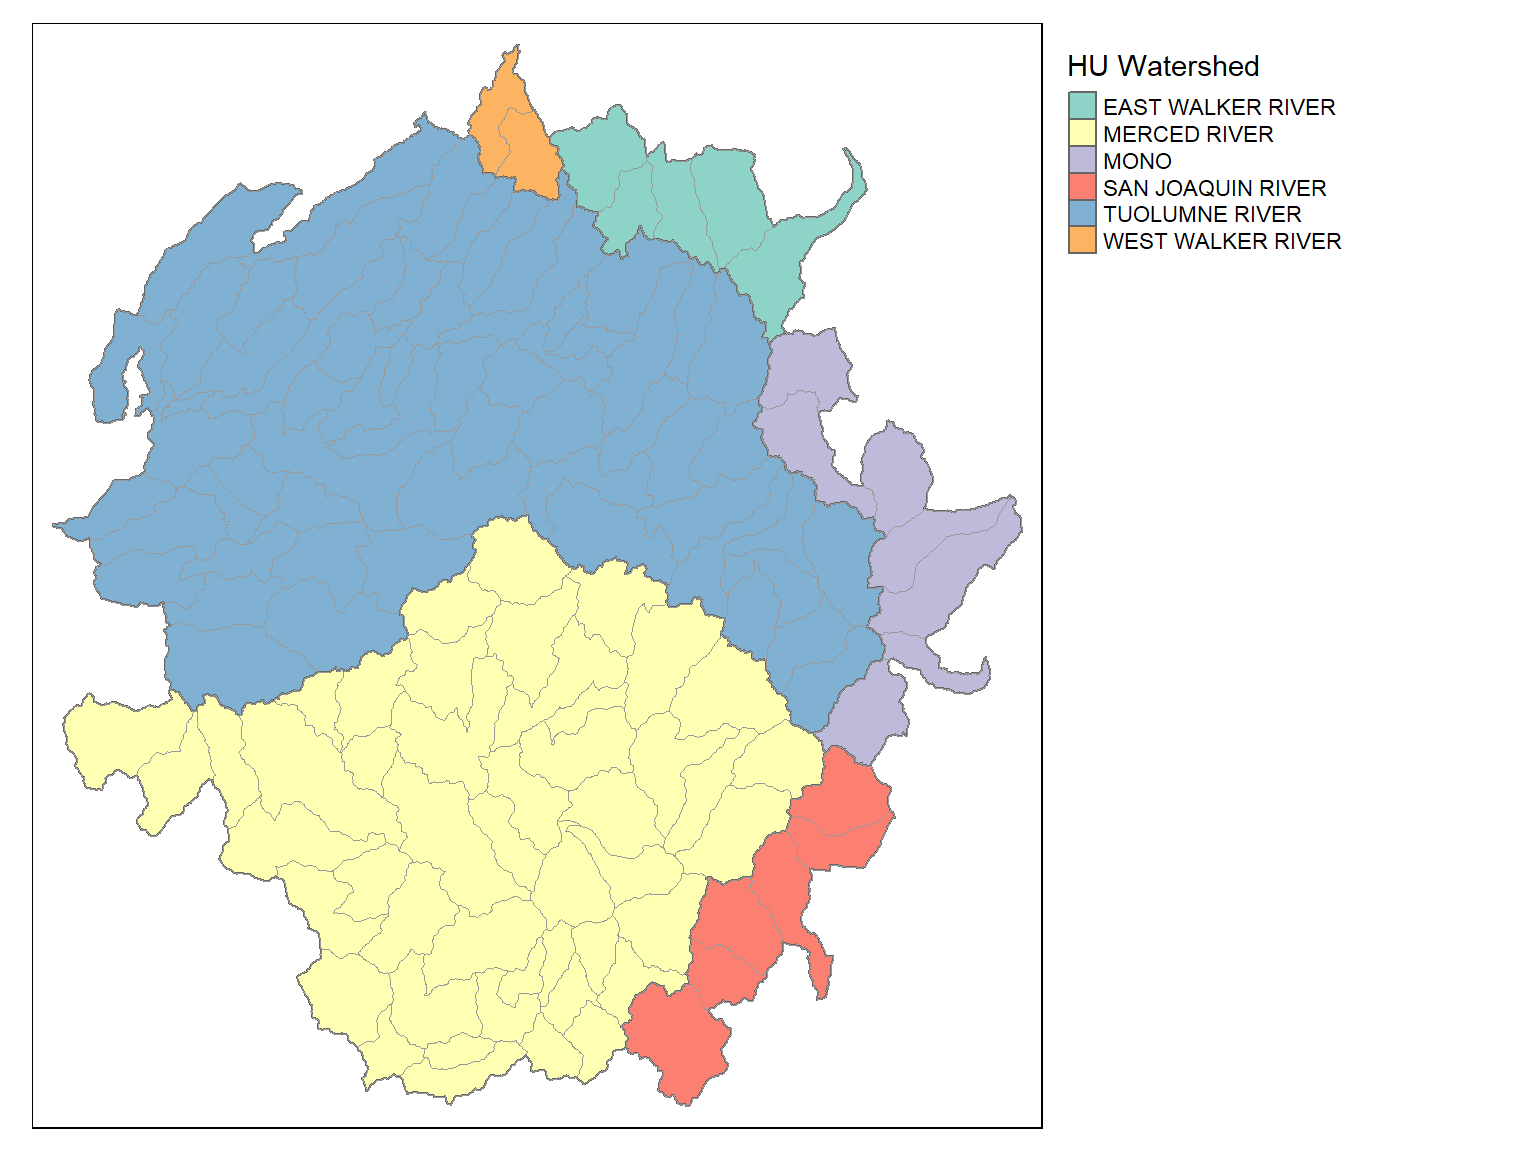 HU Watershed
EAST WALKER RIVER
MERCED RIVER
MONO
SAN JOAQUIN RIVER
TUOLUMNE RIVER
WEST WALKER RIVER